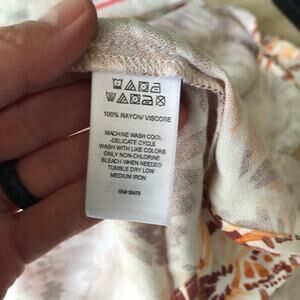 100% RAYON/ VISCOSE
MACHINE WASH COOL
-DELICATE CYCLE
WASH WITH LIKE COLORS
ONLY NON-CHLORINE
BLEACH WHEN NEEDED
TUMBLE DRY LOW
MEDIUM IRON
RN# 59475